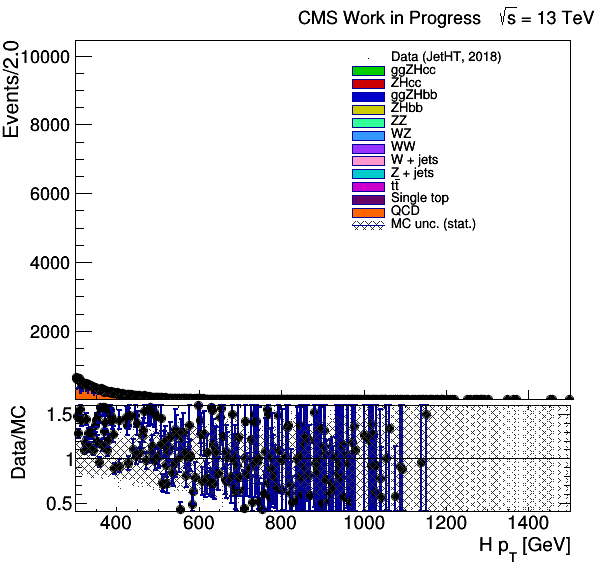 CMS Work in Progress √s = 13 TeV
Events/2.0
10000
8000
6000
4000
2000
Data (JetHT, 2018)
ggZHcc
ZHcc
ggZHbb
ZHbb
ZZ
WZ
WW
W + jets
Z + jets
tt̄
Single top
QCD
MC unc. (stat.)
Data/MC
1.5
1
0.5
400 600 800 1000 1200 1400
H p_T [GeV]